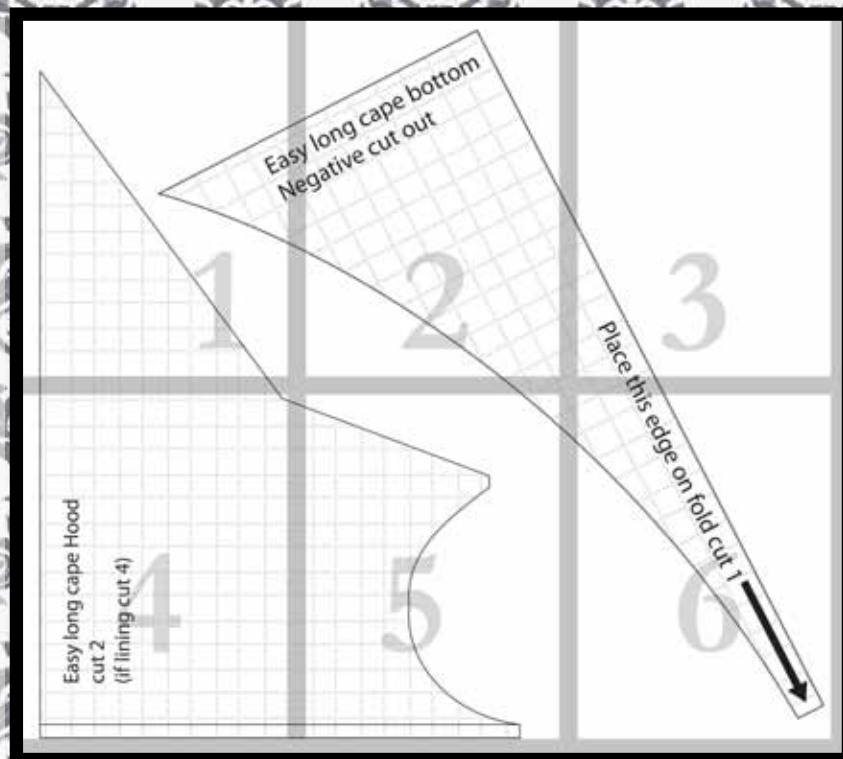 Easy long cape bottom
Negative cut out
1
2
3
Place this edge on fold cut 1
Easy long cape Hood
cut 2
(if lining cut 4)
4
5
6